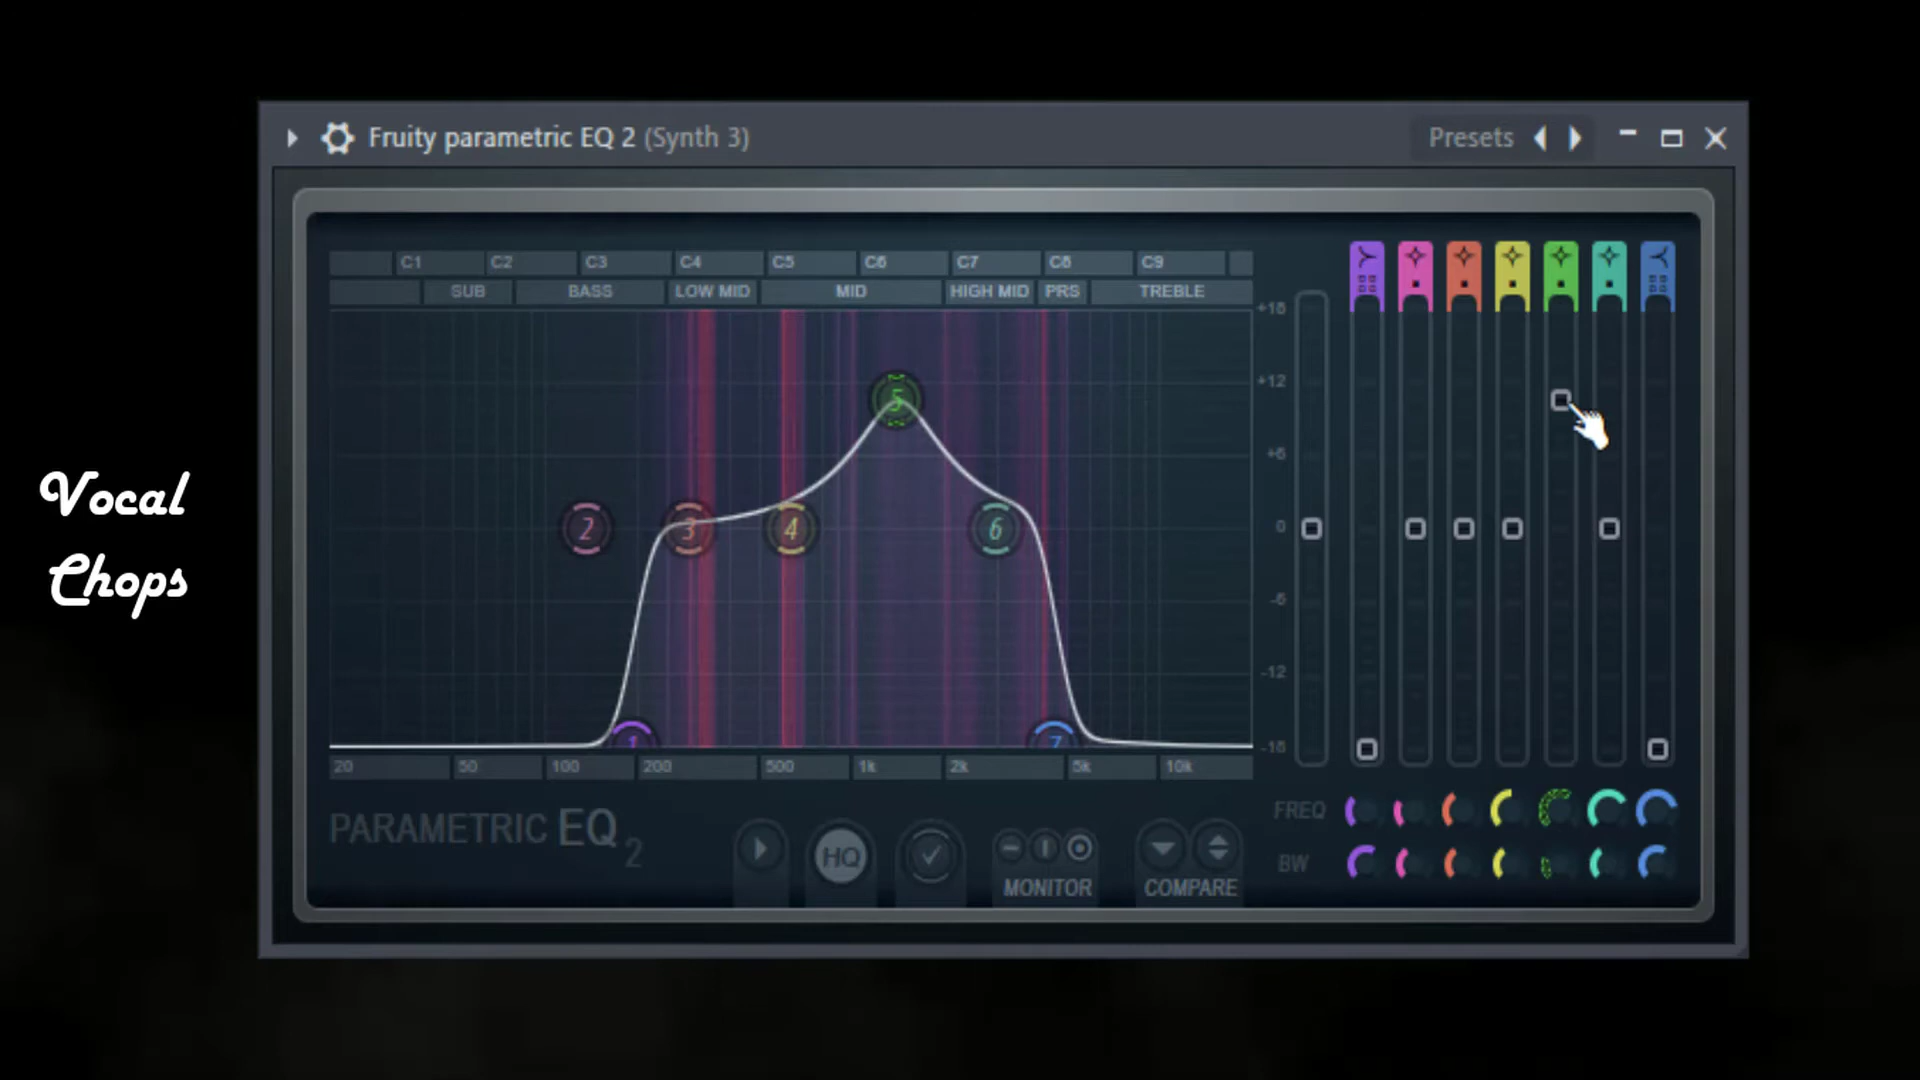 Fruity parametric EQ 2 (Synth 3)
Presets
C1 C2 C3 C4 C5 C6 C7 C8 C9
SUB BASS LOW MID MID HIGH MID PRS TREBLE
+18
+12
+6
0
-6
-12
-18
5
2 3 4 6
1 7
20 50 100 200 500 1k 2k 5k 10k
Vocal
Chops
PARAMETRIC EQ 2
HQ
MONITOR
COMPARE
FREQ
BW